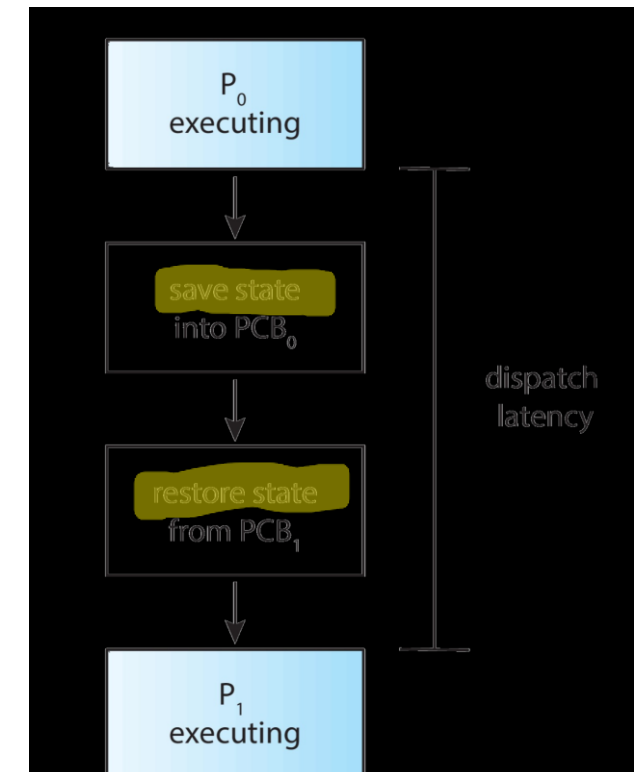 P₀
executing
save state
into PCB₀
restore state
from PCB₁
dispatch
latency
P₁
executing